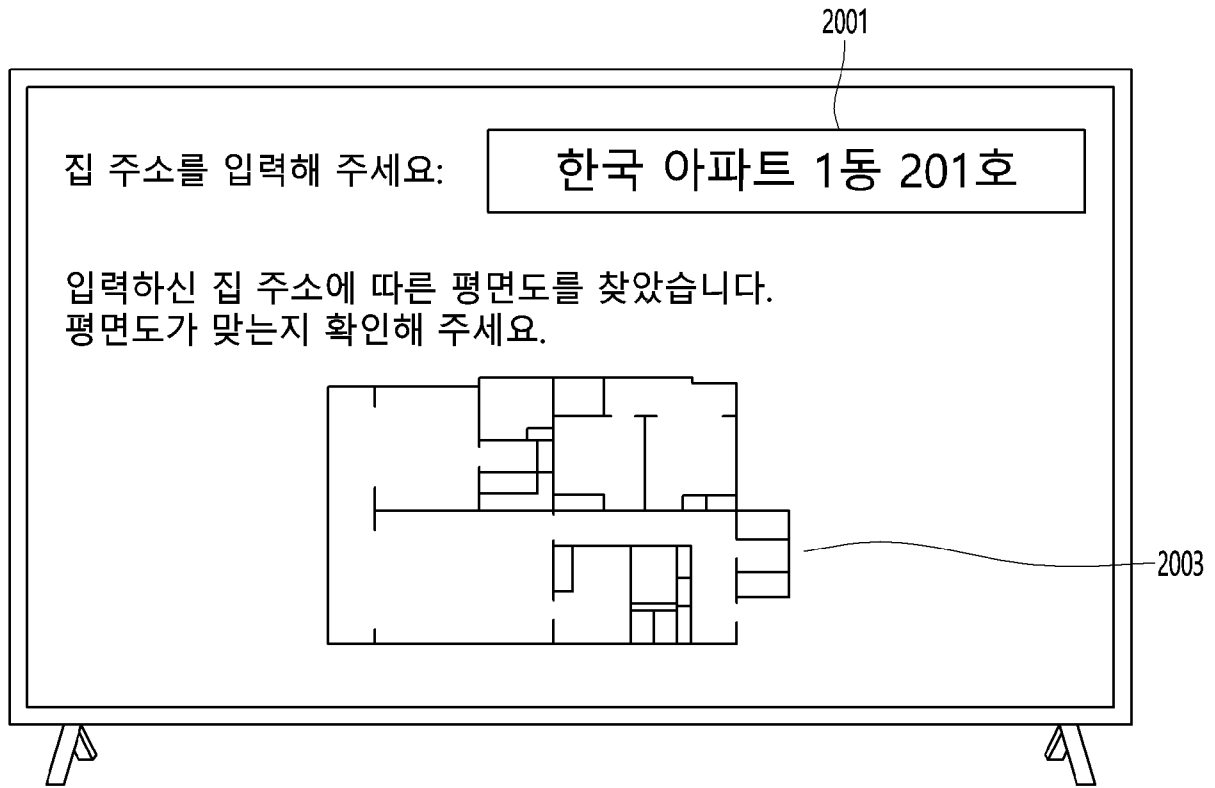 2001
집 주소를 입력해 주세요: 한국 아파트 1동 201호
입력하신 집 주소에 따른 평면도를 찾았습니다.
평면도가 맞는지 확인해 주세요.
2003